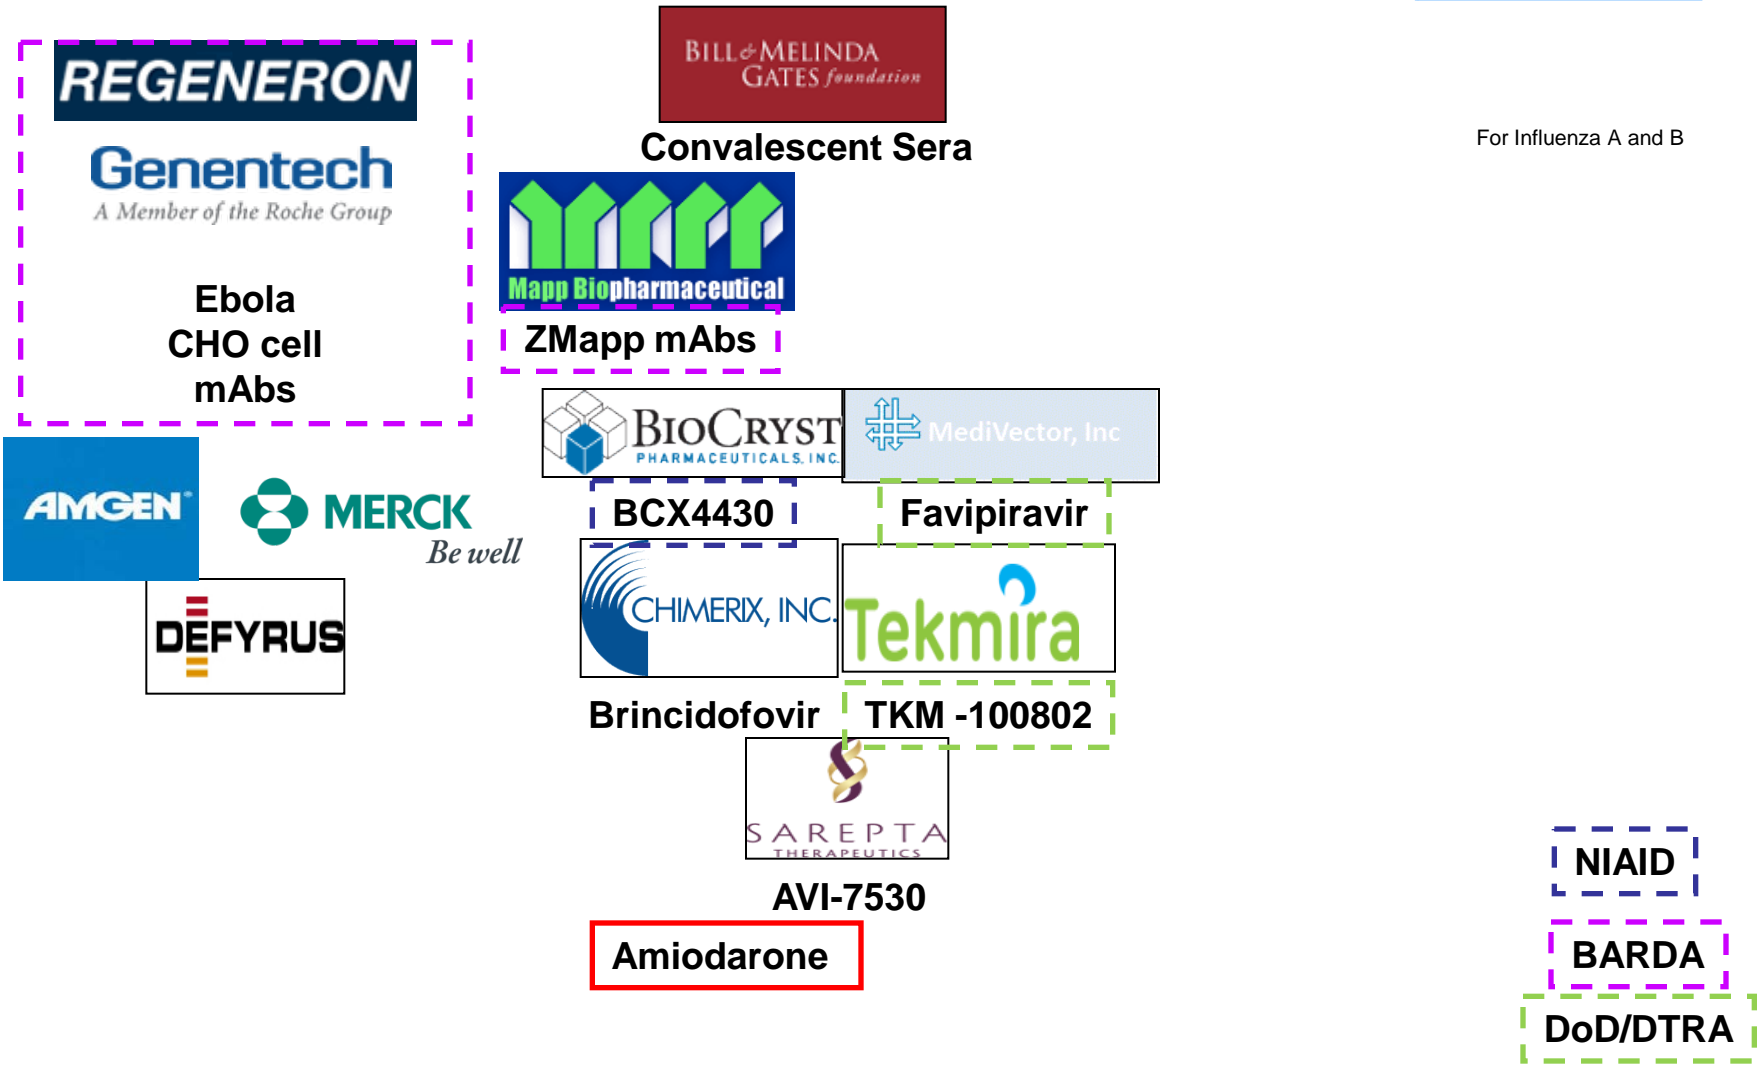 REGENERON
Genentech
A Member of the Roche Group
Ebola
CHO cell
mAbs
BILL & MELINDA
GATES foundation
Convalescent Sera
For Influenza A and B
Mapp Biopharmaceutical
ZMapp mAbs
BIOCRYST
PHARMACEUTICALS, INC.
MediVector, Inc
BCX4430
Favipiravir
AMGEN®
MERCK
Be well
DEFYRUS
CHIMERIX, INC.
Tekmira
Brincidofovir
TKM -100802
SAREPTA
THERAPEUTICS
AVI-7530
Amiodarone
NIAID
BARDA
DoD/DTRA